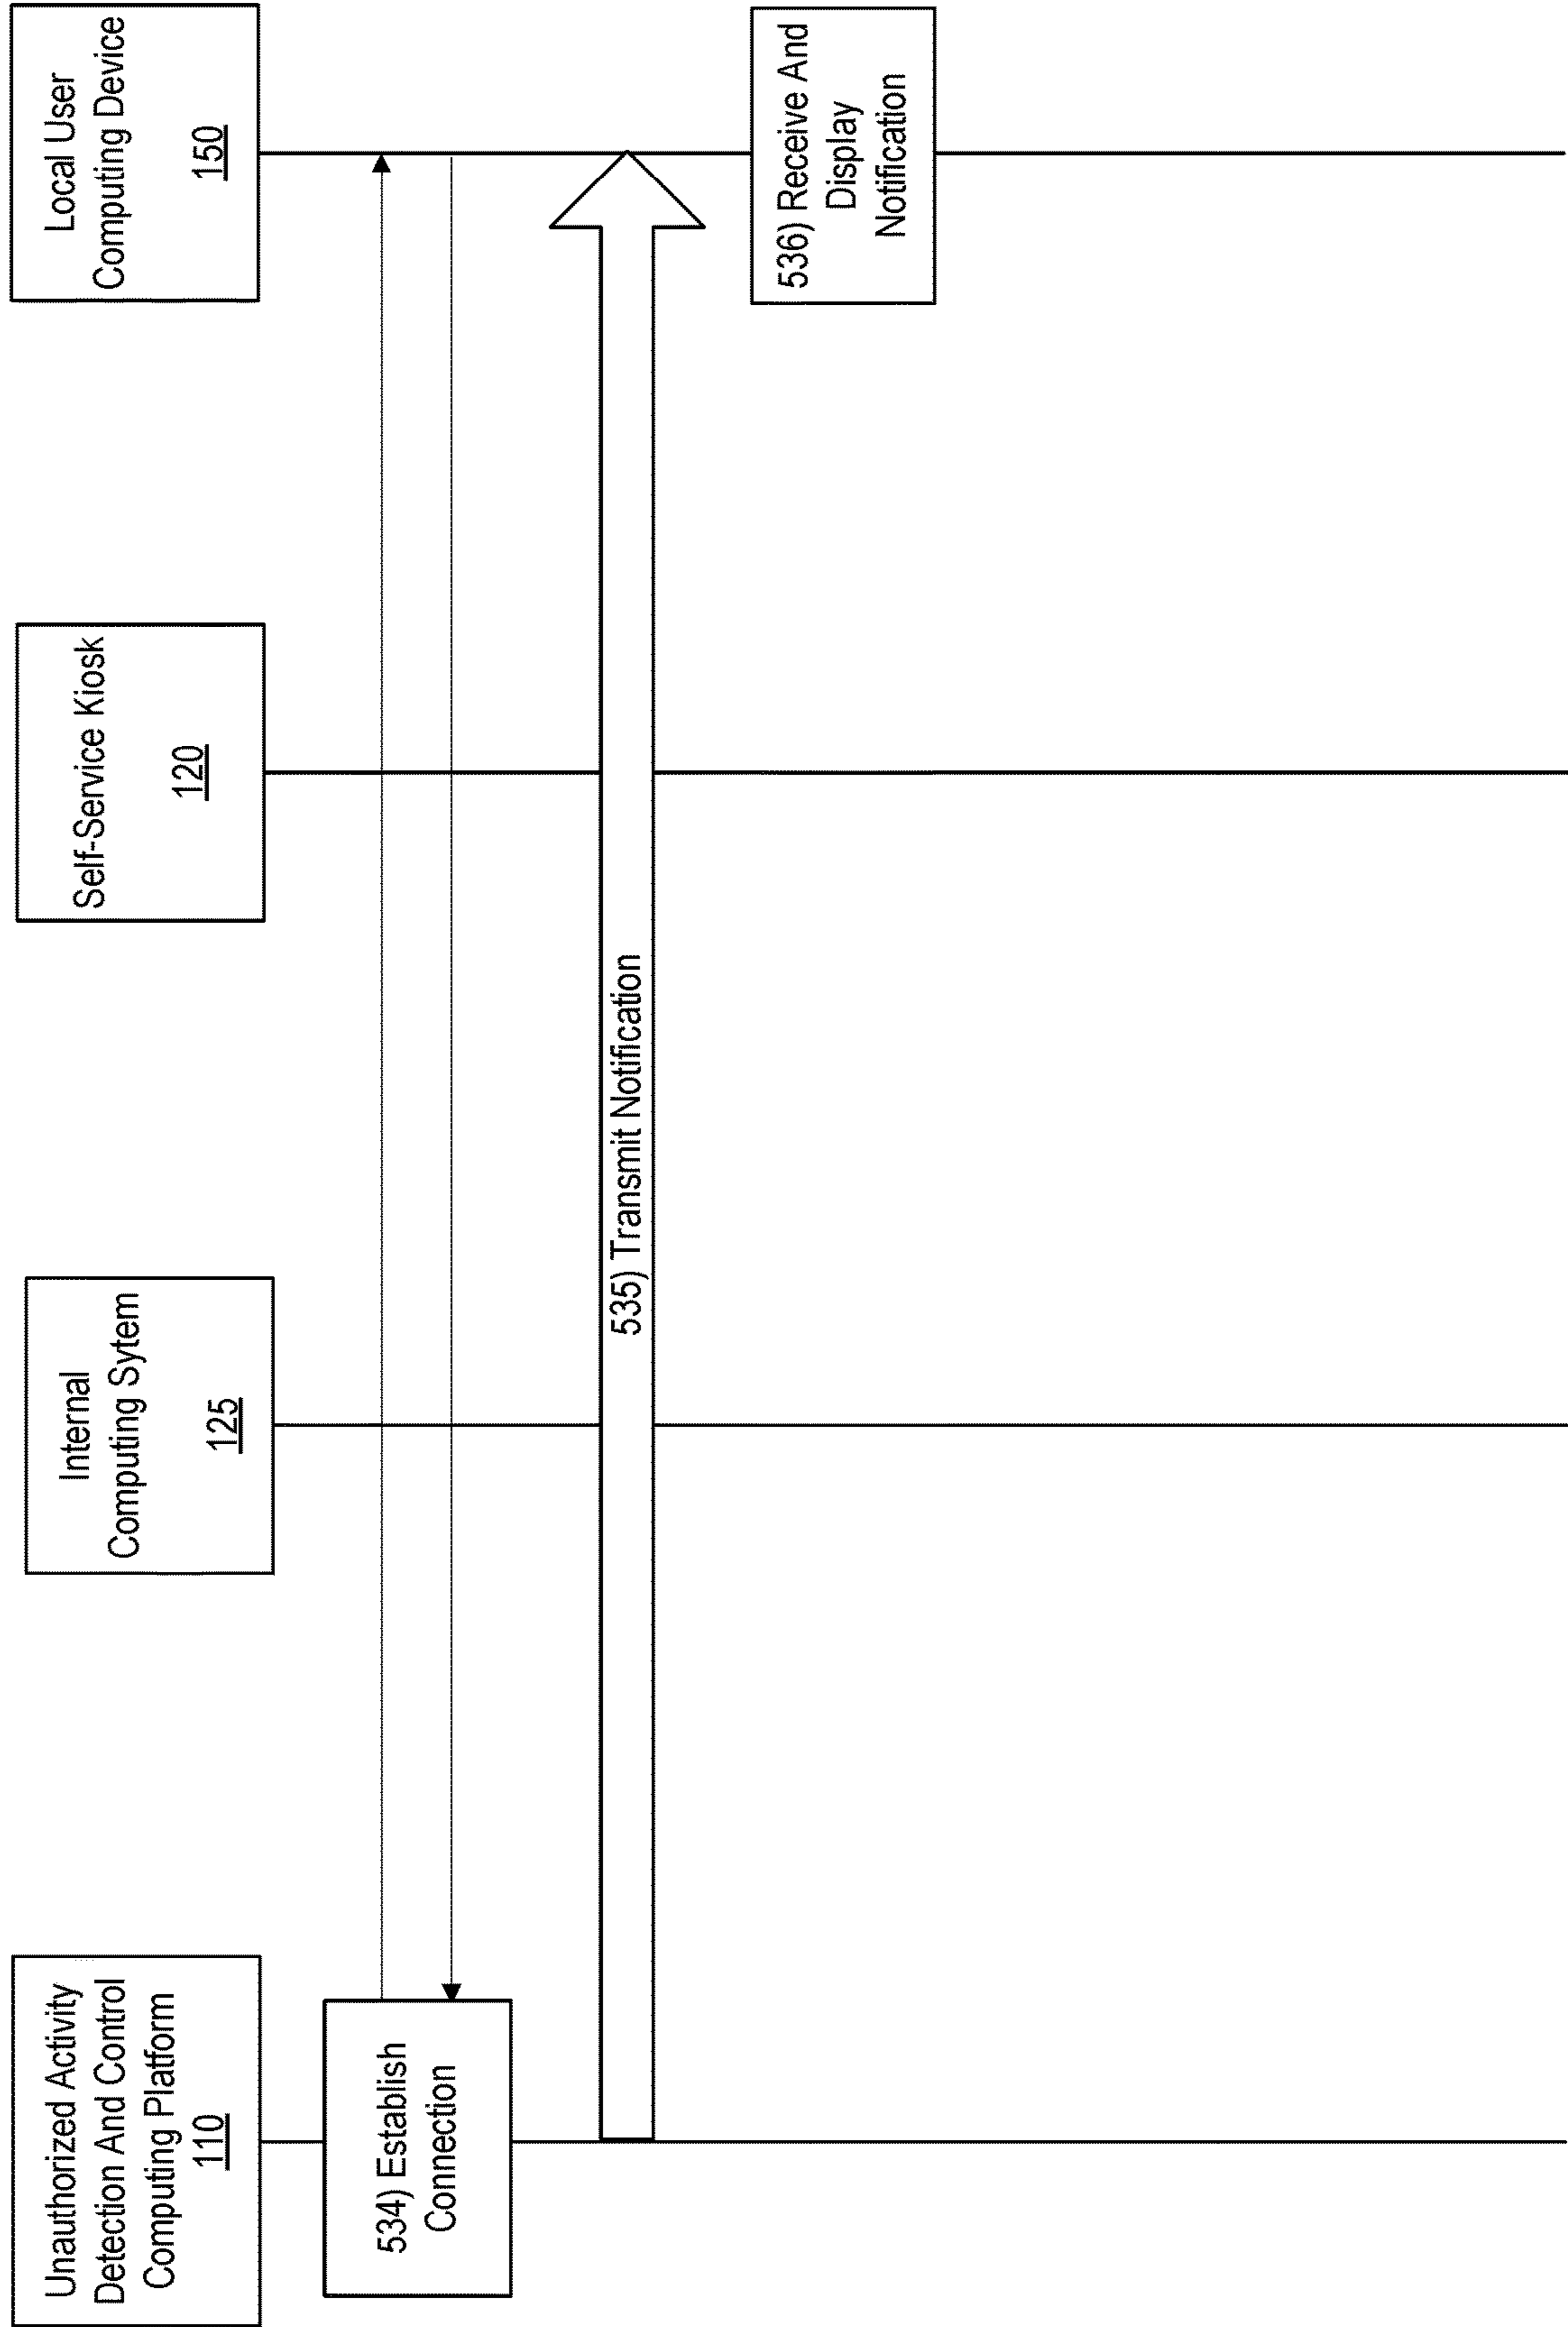 Unauthorized Activity
Detection And Control
Computing Platform
110
Internal
Computing Sytem
125
Self-Service Kiosk
120
Local User
Computing Device
150
534) Establish
Connection
535) Transmit Notification
536) Receive And
Display
Notification